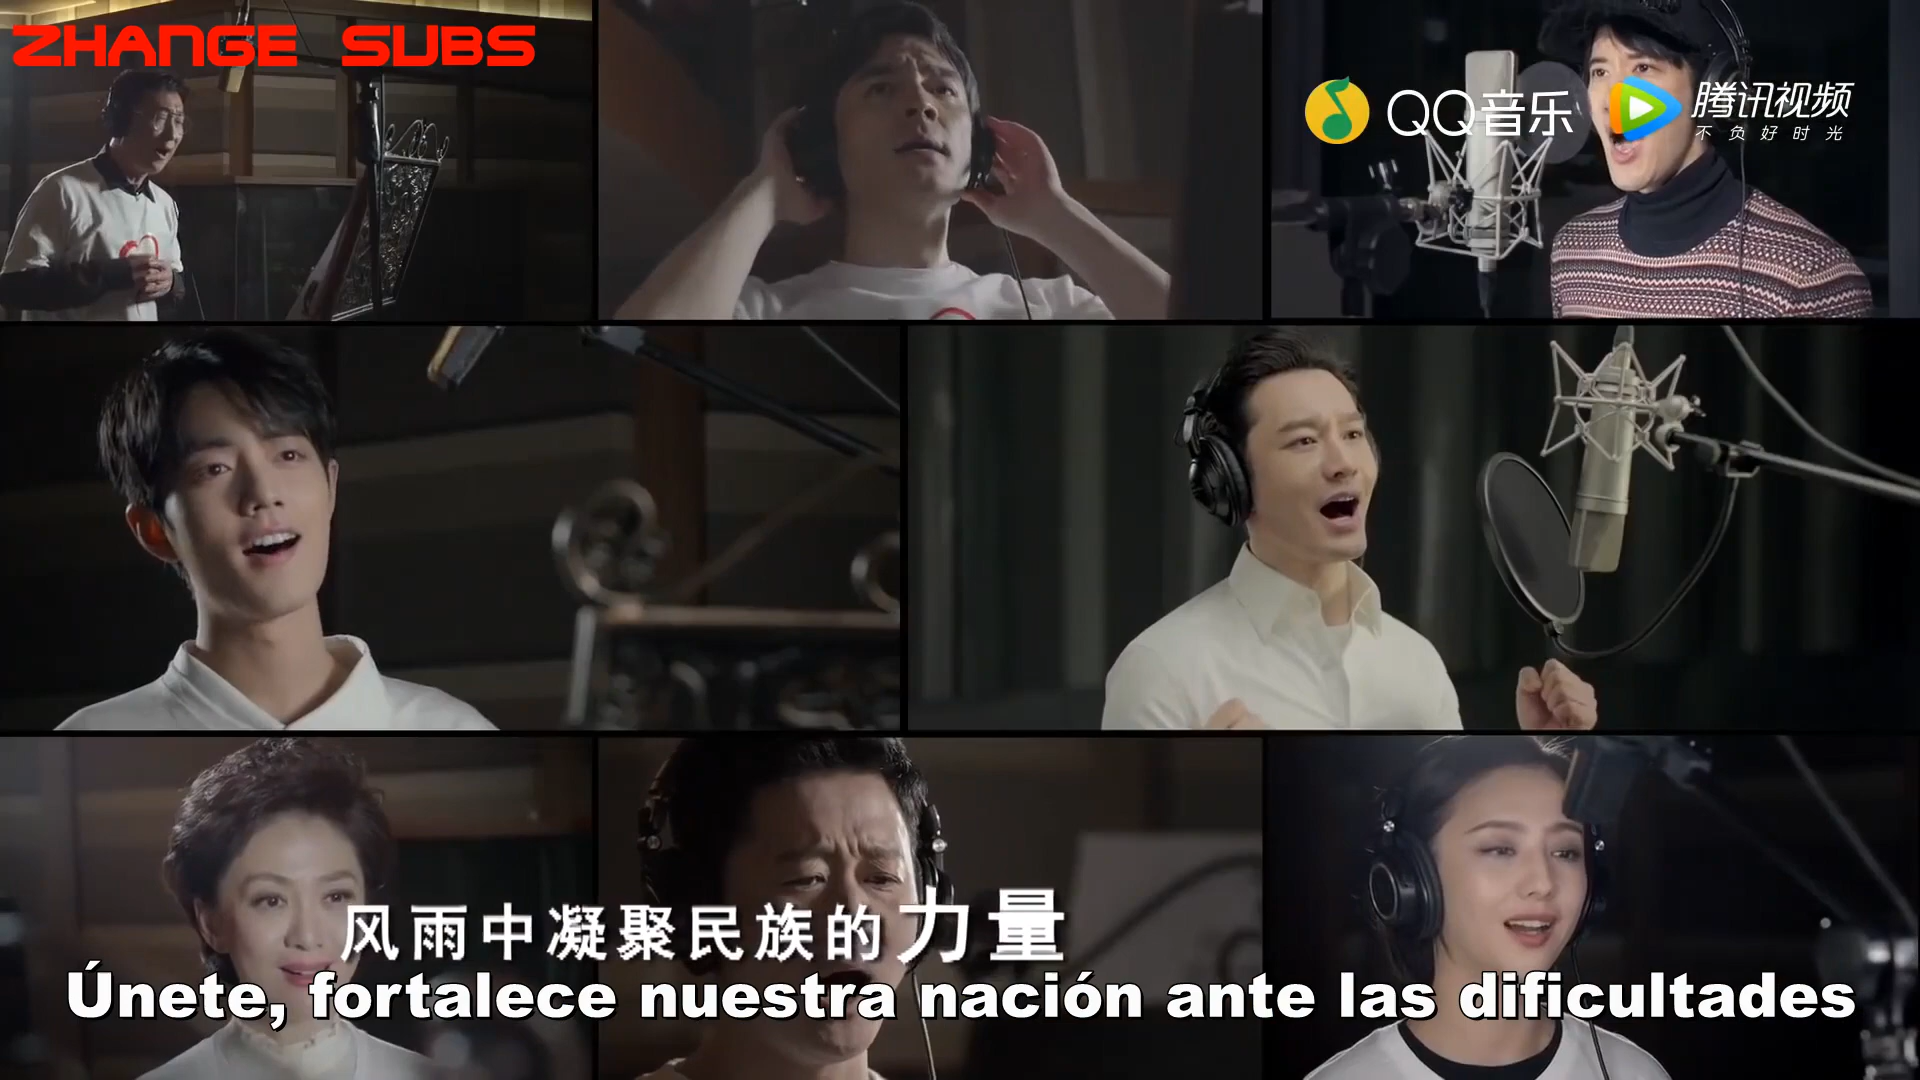 ZHANGE SUBS
QQ音乐
腾讯视频
不负好时光
风雨中凝聚民族的力量
Únete, fortalece nuestra nación ante las dificultades